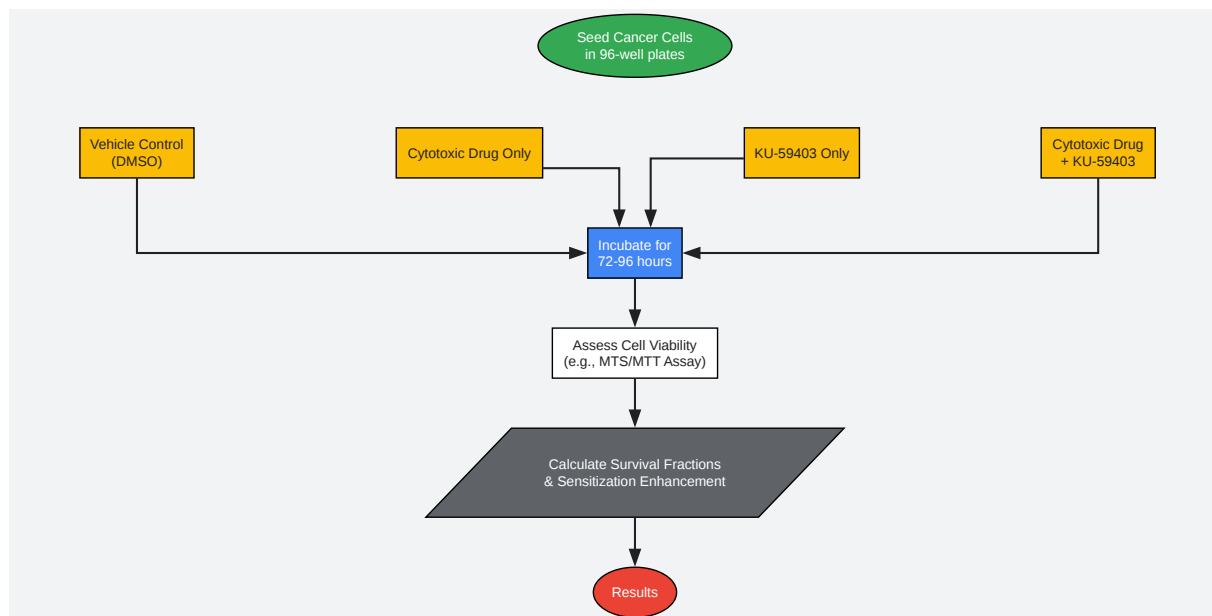 Seed Cancer Cells
in 96-well plates
Vehicle Control
(DMSO)
Cytotoxic Drug Only
KU-59403 Only
Cytotoxic Drug
+ KU-59403
Incubate for
72-96 hours
Assess Cell Viability
(e.g., MTS/MTT Assay)
Calculate Survival Fractions
& Sensitization Enhancement
Results